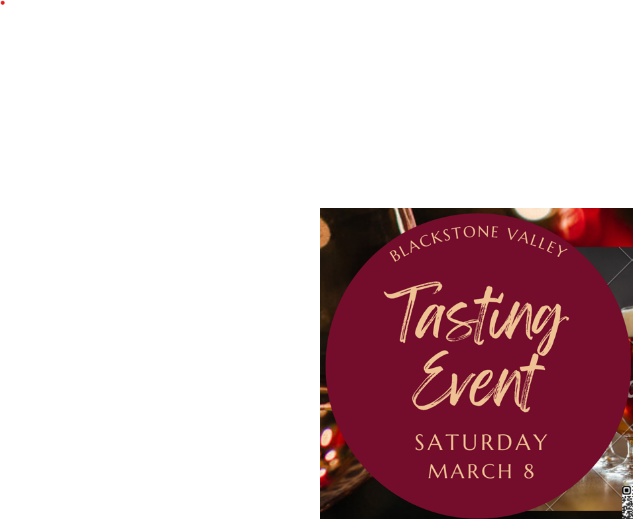 BLACKSTONE VALLEY
Tasting
Event
SATURDAY
MARCH 8